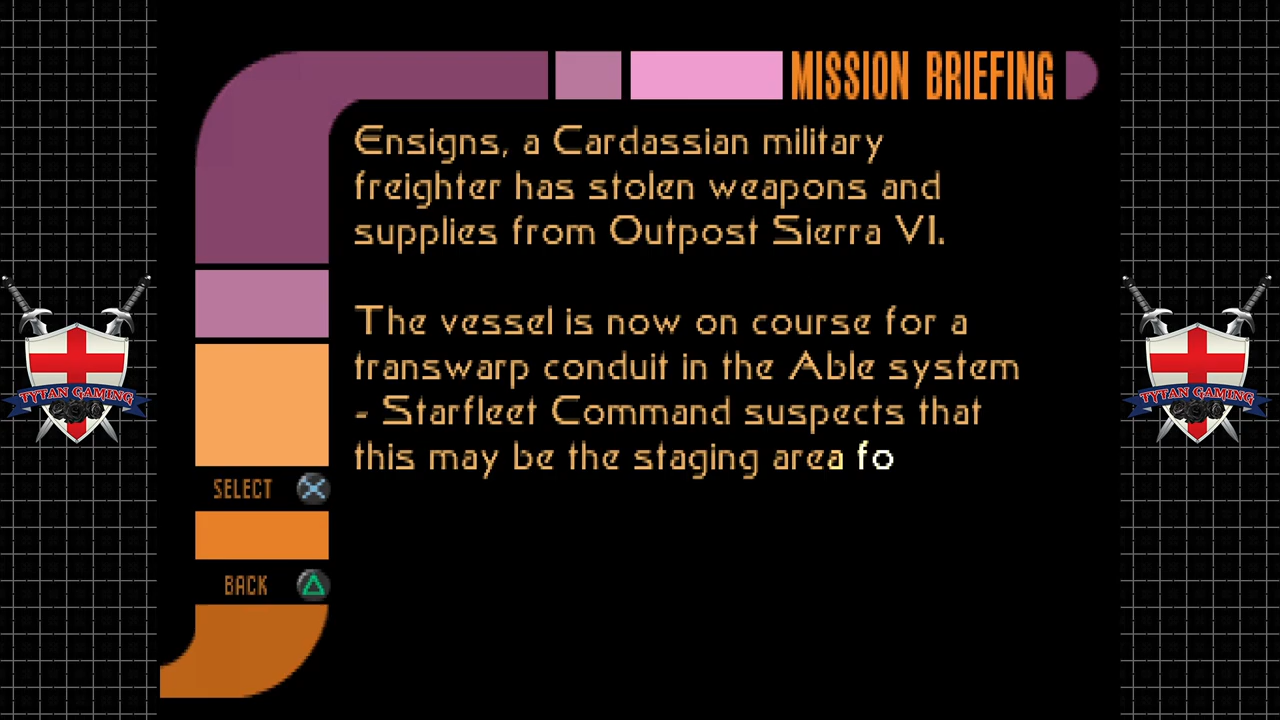 MISSION BRIEFING
Ensigns, a Cardassian military
freighter has stolen weapons and
supplies from Outpost Sierra VI.
The vessel is now on course for a
transwarp conduit in the Able system
- Starfleet Command suspects that
this may be the staging area fo
SELECT
BACK
TYTAN GAMING
TYTAN GAMING